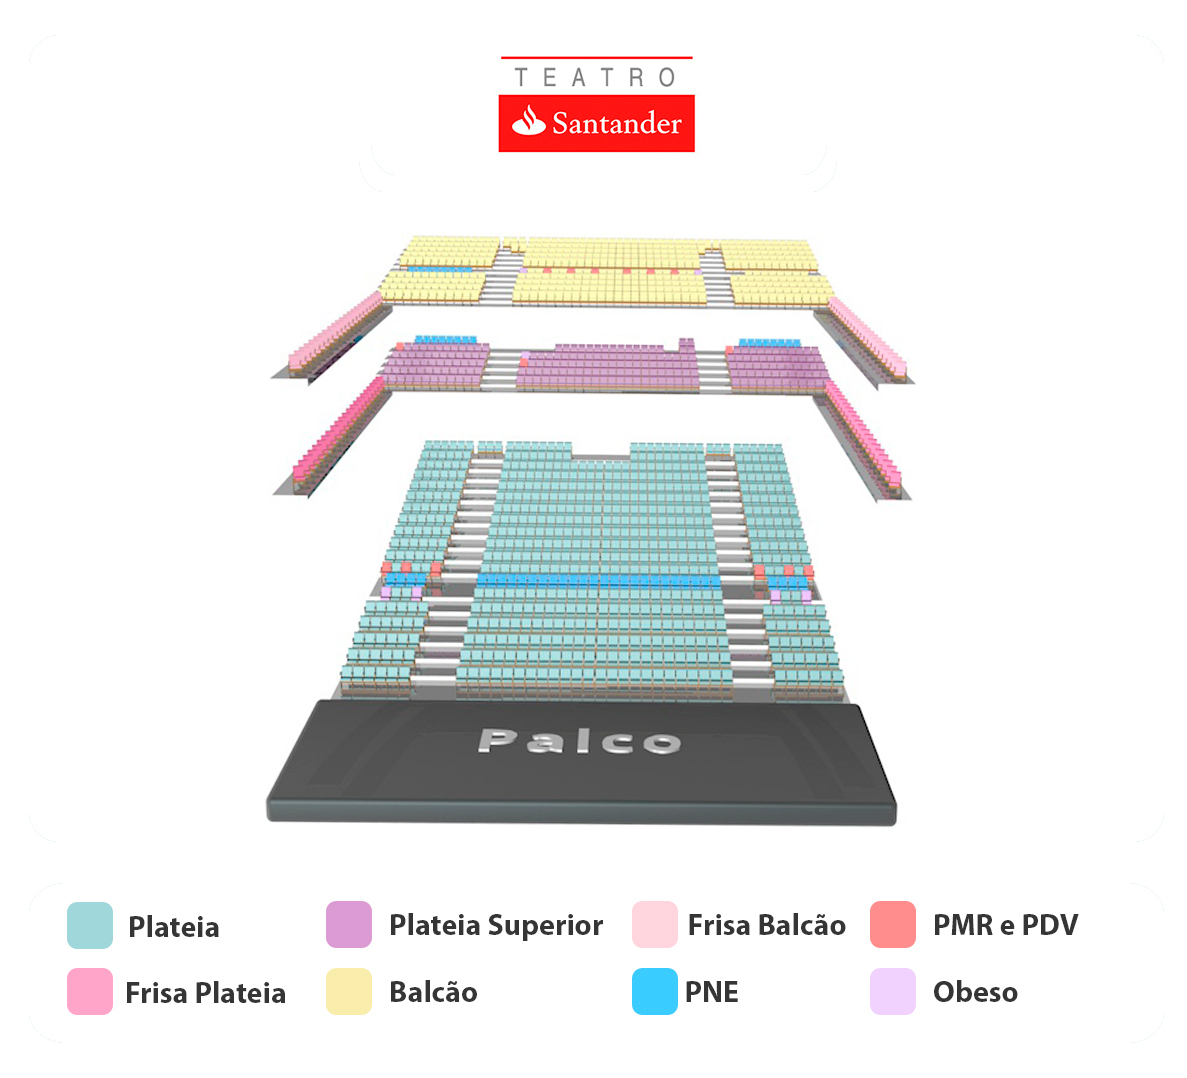 TEATRO
Santander
Palco
Plateia
Plateia Superior
Frisa Balcão
PMR e PDV
Frisa Plateia
Balcão
PNE
Obeso